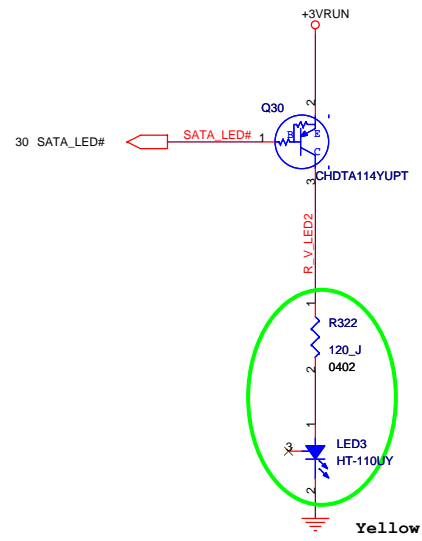 +3VRUN
2
Q30
30 SATA_LED#
SATA_LED#
1
B
E
C
CHDTA114YUPT
3
R_V_LED2
1
R322
120_J
0402
2
1
3
LED3
HT-110UY
2
Yellow